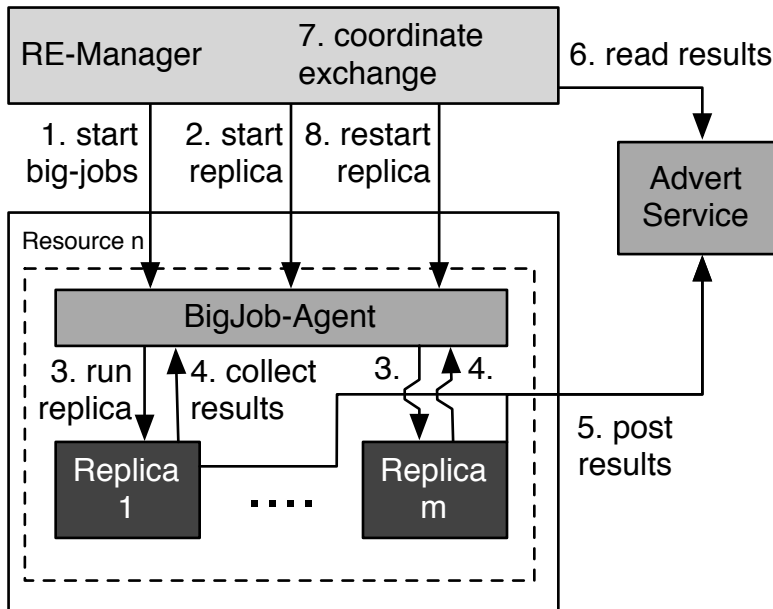 RE-Manager
7. coordinate
exchange
6. read results
1. start
big-jobs
2. start
replica
8. restart
replica
Advert
Service
Resource n
BigJob-Agent
3. run
replica
4. collect
results
3.
4.
5. post
results
Replica
1
....
Replica
m